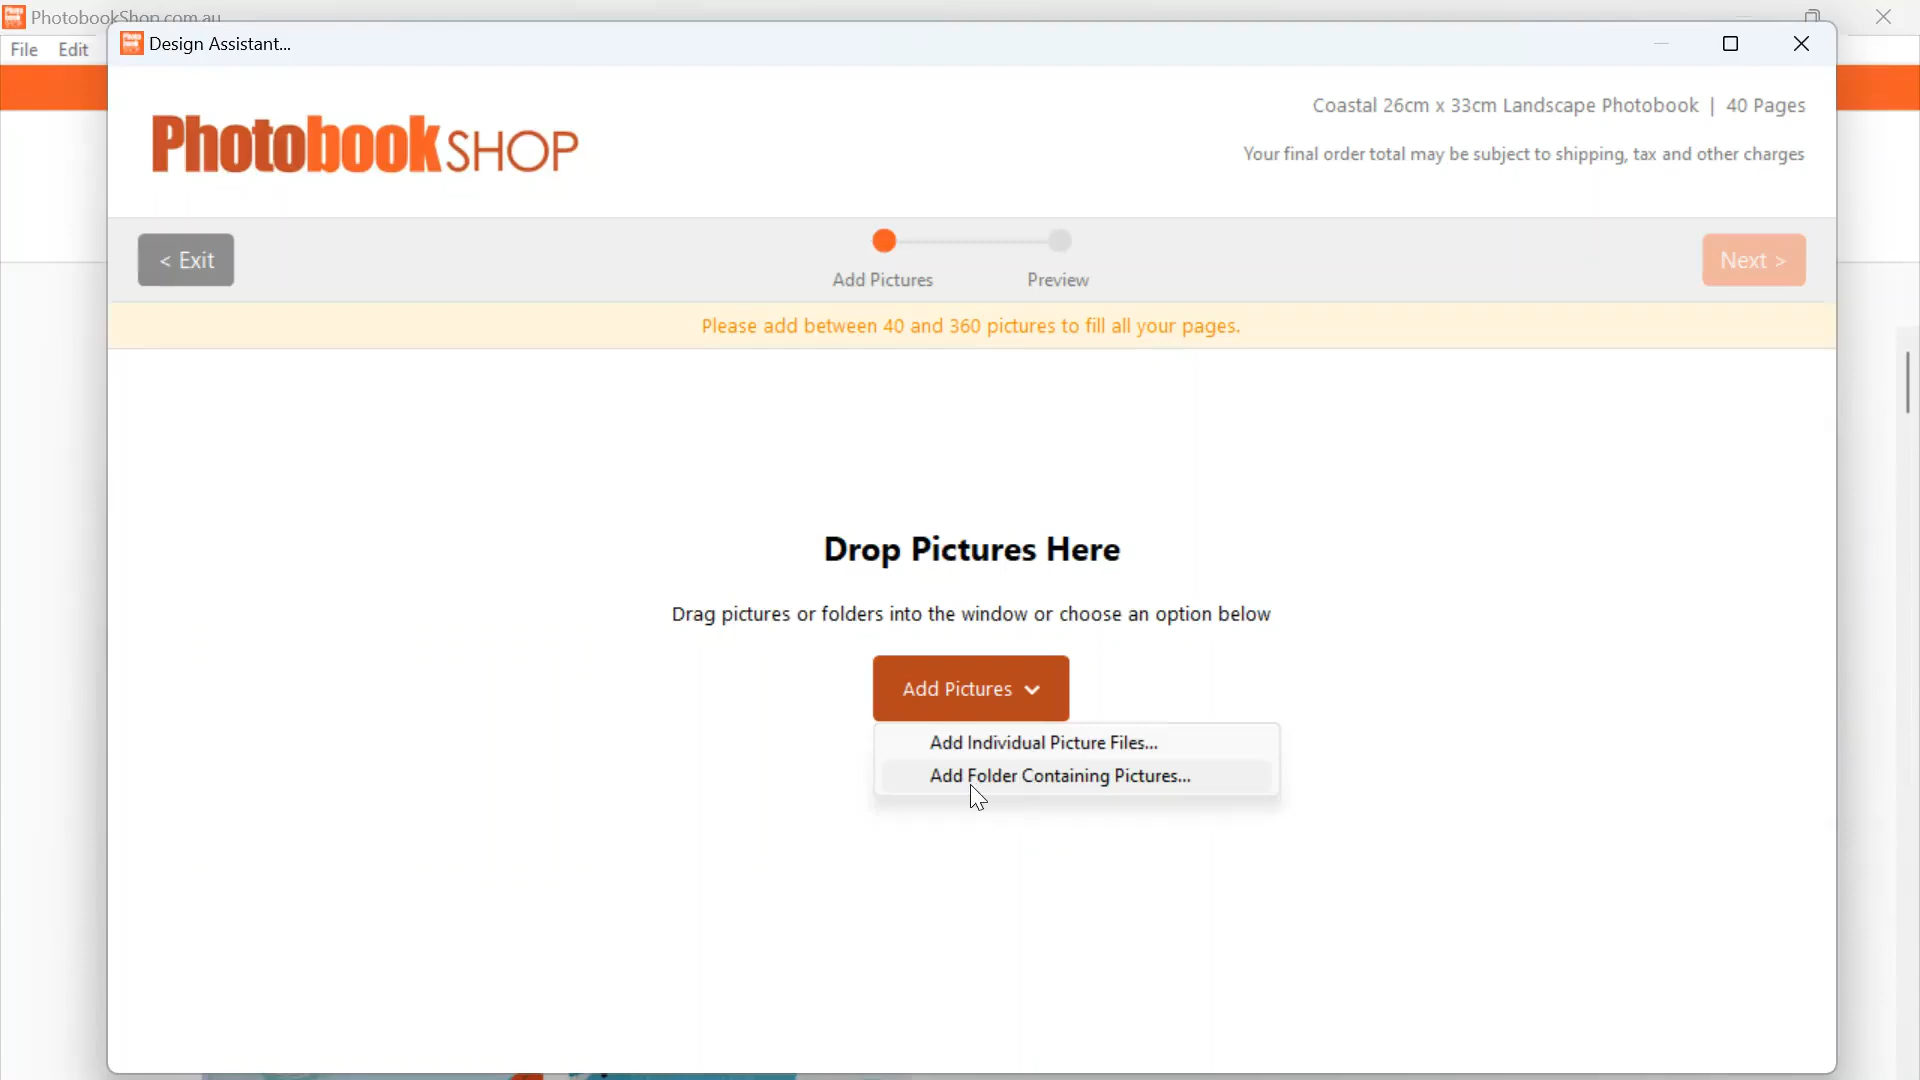 PhotobookShop.com.au
File Edit
Design Assistant...
Photobook SHOP
Coastal 26cm x 33cm Landscape Photobook | 40 Pages
Your final order total may be subject to shipping, tax and other charges
< Exit
Add Pictures
Preview
Next >
Please add between 40 and 360 pictures to fill all your pages.
Drop Pictures Here
Drag pictures or folders into the window or choose an option below
Add Pictures
Add Individual Picture Files...
Add Folder Containing Pictures...